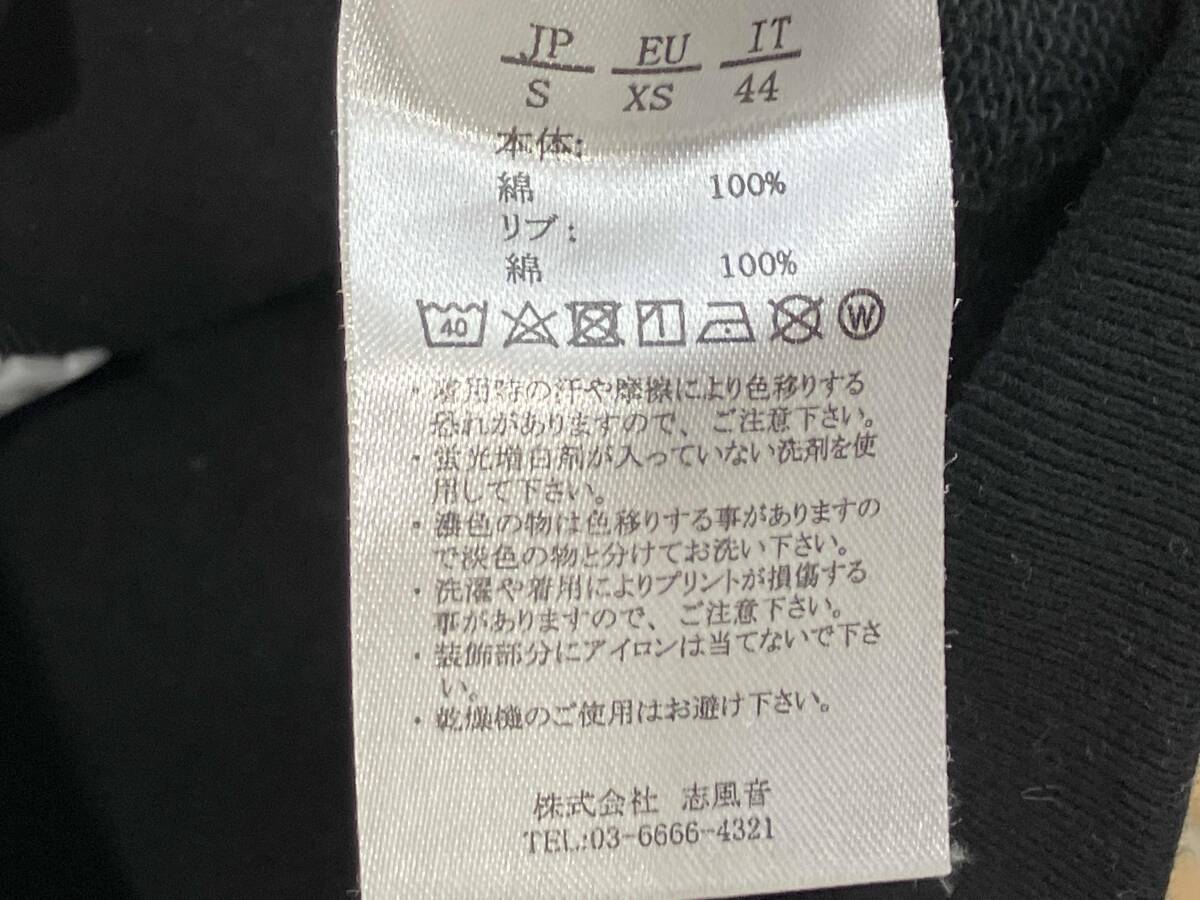 JP EU IT
S XS 44
本体:
綿 100%
リブ:
綿 100%
40 W
・着用時の汗や摩擦により色移りする
恐れがありますので、ご注意下さい。
・蛍光増白剤が入っていない洗剤を使
用して下さい。
・濃色の物は色移りする事がありますの
で淡色の物と分けてお洗い下さい。
・洗濯や着用によりプリントが損傷する
事がありますので、ご注意下さい。
・装飾部分にアイロンは当てないで下さ
い。
・乾燥機のご使用はお避け下さい。
株式会社 志風音
TEL:03-6666-4321